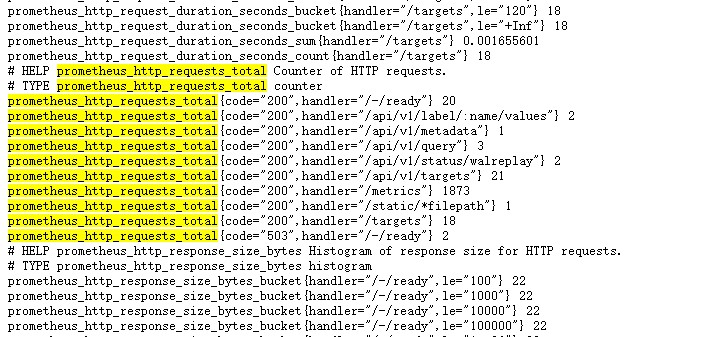 prometheus_http_request_duration_seconds_bucket{handler="/targets",le="120"} 18
prometheus_http_request_duration_seconds_bucket{handler="/targets",le="+Inf"} 18
prometheus_http_request_duration_seconds_sum{handler="/targets"} 0.001655601
prometheus_http_request_duration_seconds_count{handler="/targets"} 18
# HELP prometheus_http_requests_total Counter of HTTP requests.
# TYPE prometheus_http_requests_total counter
prometheus_http_requests_total{code="200",handler="/-/ready"} 20
prometheus_http_requests_total{code="200",handler="/api/v1/label/:name/values"} 2
prometheus_http_requests_total{code="200",handler="/api/v1/metadata"} 1
prometheus_http_requests_total{code="200",handler="/api/v1/query"} 3
prometheus_http_requests_total{code="200",handler="/api/v1/status/walreplay"} 2
prometheus_http_requests_total{code="200",handler="/api/v1/targets"} 21
prometheus_http_requests_total{code="200",handler="/metrics"} 1873
prometheus_http_requests_total{code="200",handler="/static/*filepath"} 1
prometheus_http_requests_total{code="200",handler="/targets"} 18
prometheus_http_requests_total{code="503",handler="/-/ready"} 2
# HELP prometheus_http_response_size_bytes Histogram of response size for HTTP requests.
# TYPE prometheus_http_response_size_bytes histogram
prometheus_http_response_size_bytes_bucket{handler="/-/ready",le="100"} 22
prometheus_http_response_size_bytes_bucket{handler="/-/ready",le="1000"} 22
prometheus_http_response_size_bytes_bucket{handler="/-/ready",le="10000"} 22
prometheus_http_response_size_bytes_bucket{handler="/-/ready",le="100000"} 22